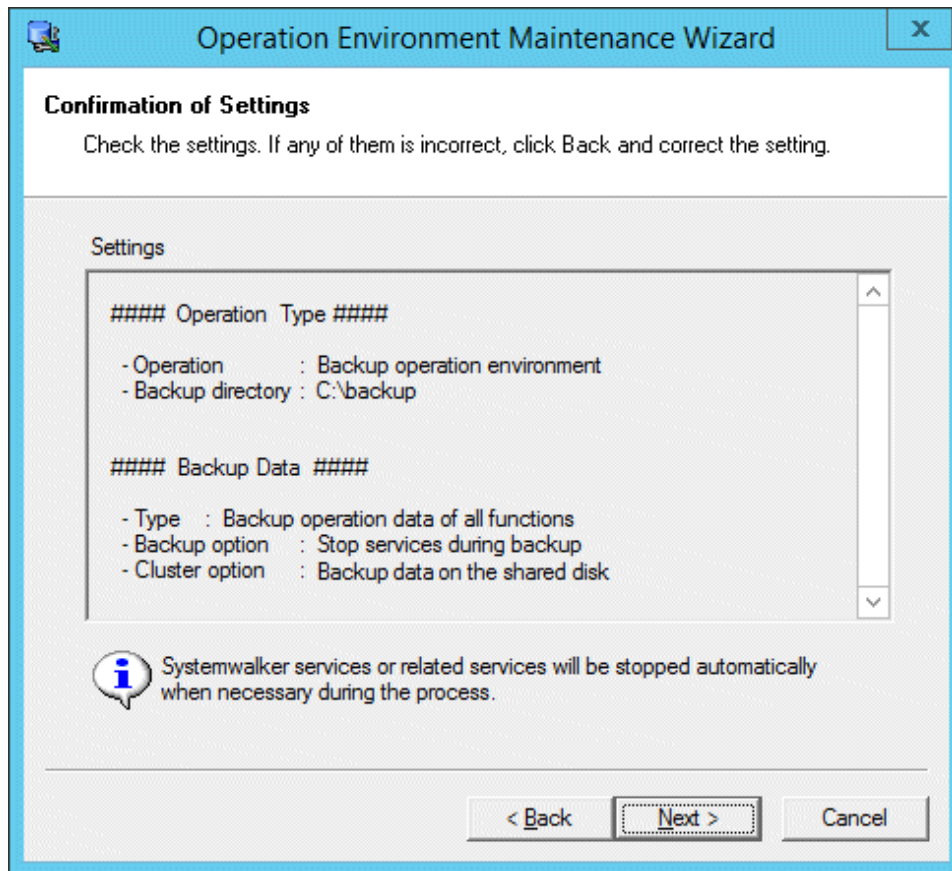 Operation Environment Maintenance Wizard
x
Confirmation of Settings
Check the settings. If any of them is incorrect, click Back and correct the setting.
Settings
#### Operation Type ####
- Operation : Backup operation environment
- Backup directory : C:\backup
#### Backup Data ####
- Type : Backup operation data of all functions
- Backup option : Stop services during backup
- Cluster option : Backup data on the shared disk
Systemwalker services or related services will be stopped automatically
when necessary during the process.
< Back Next > Cancel